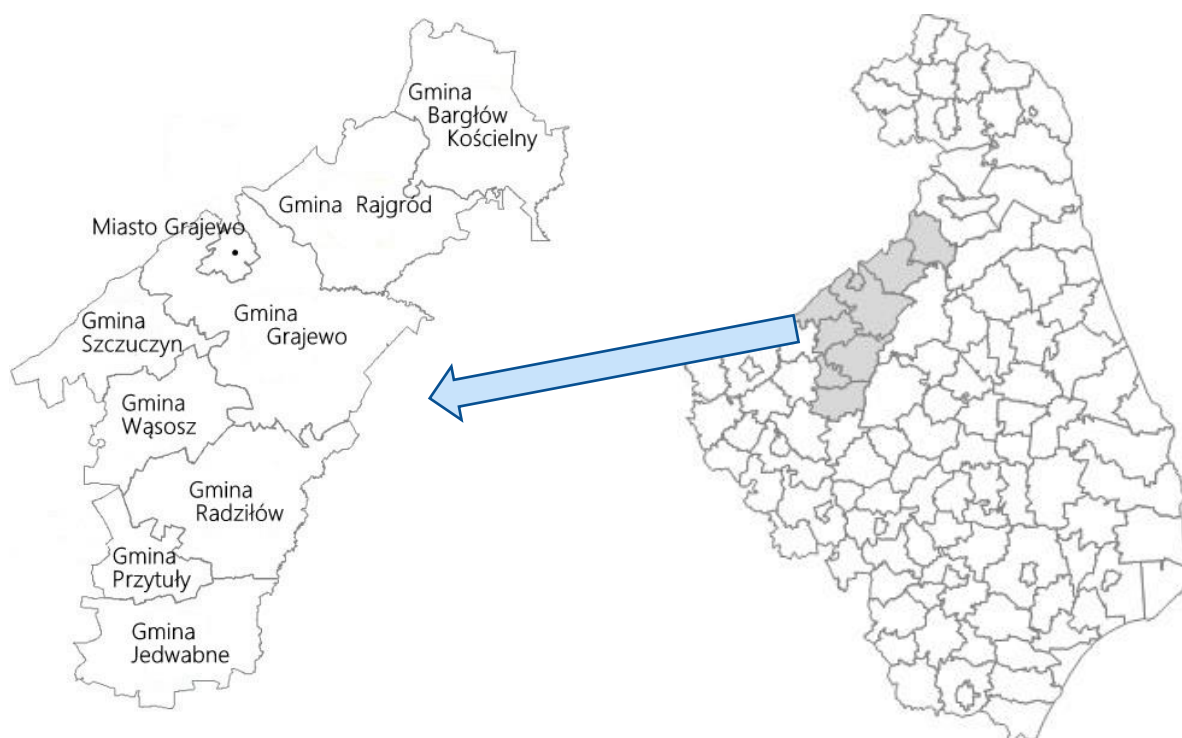 Gmina
Bargłów
Kościelny
Gmina Rajgród
Miasto Grajewo
Gmina
Szczuczyn
Gmina
Grajewo
Gmina
Wąsosz
Gmina
Radziłów
Gmina
Przytuły
Gmina
Jedwabne